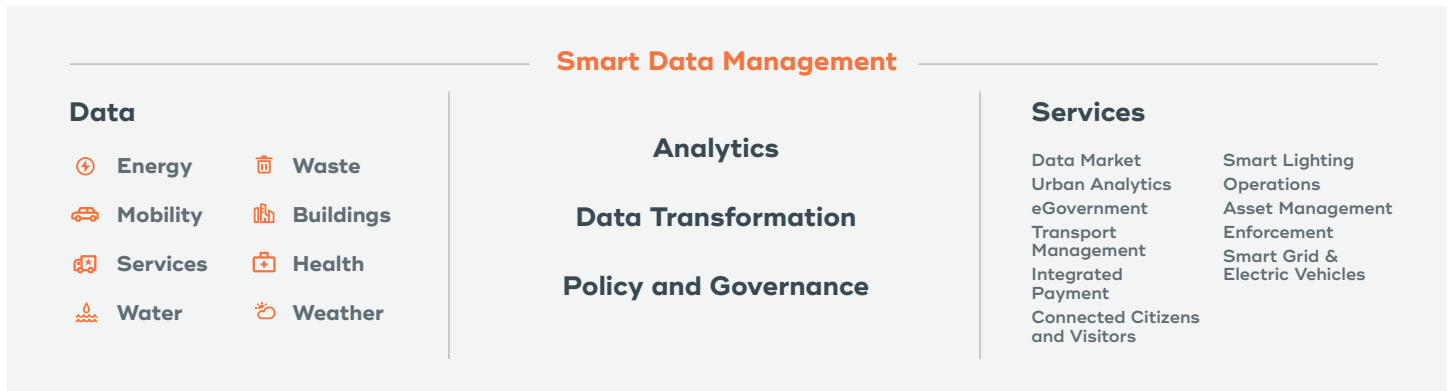 Smart Data Management
Data
Energy
Mobility
Services
Water
Waste
Buildings
Health
Weather
Analytics
Data Transformation
Policy and Governance
Services
Data Market
Urban Analytics
eGovernment
Transport
Management
Integrated
Payment
Connected Citizens
and Visitors
Smart Lighting
Operations
Asset Management
Enforcement
Smart Grid &
Electric Vehicles